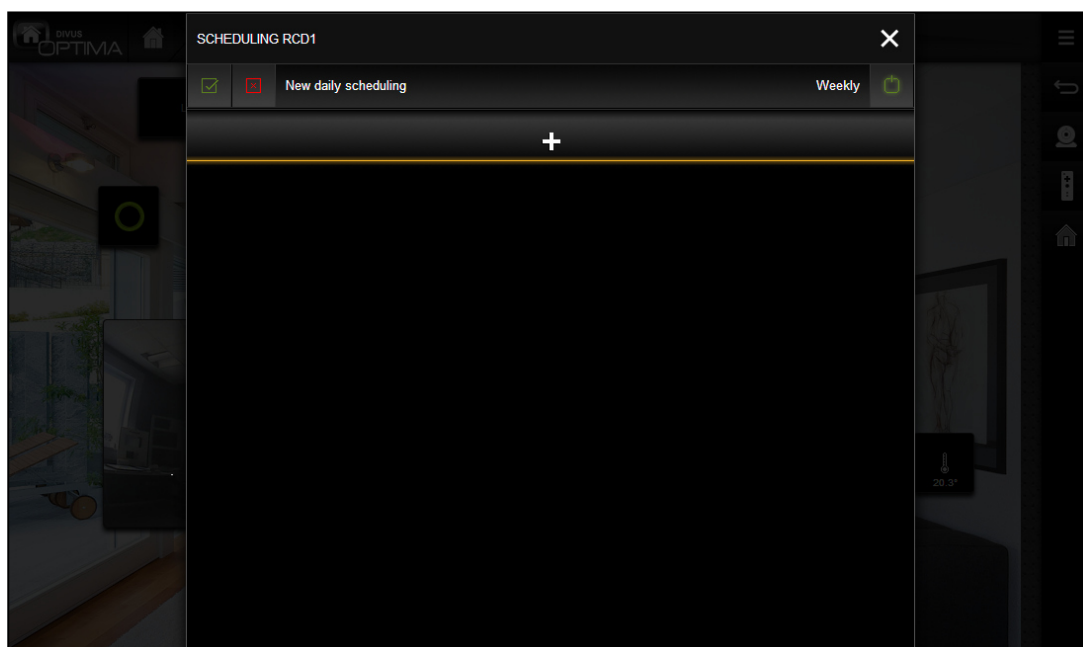 DIVUS
OPTIMA
SCHEDULING RCD1
New daily scheduling
Weekly
20.3°